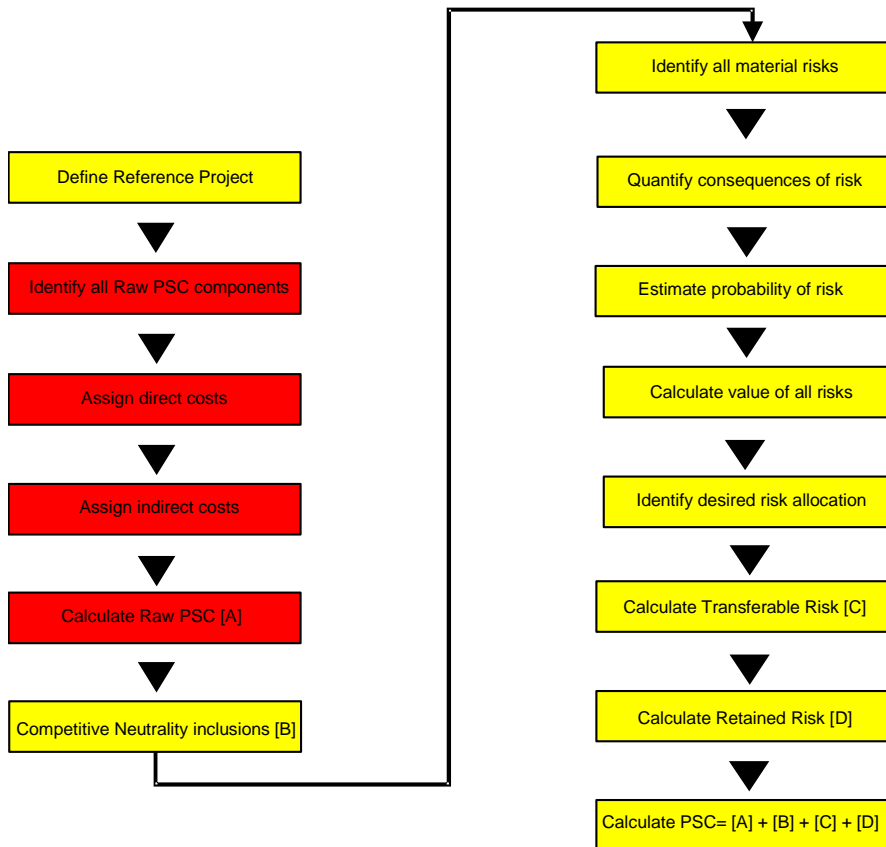 Define Reference Project
Identify all Raw PSC components
Assign direct costs
Assign indirect costs
Calculate Raw PSC [A]
Competitive Neutrality inclusions [B]
Identify all material risks
Quantify consequences of risk
Estimate probability of risk
Calculate value of all risks
Identify desired risk allocation
Calculate Transferable Risk [C]
Calculate Retained Risk [D]
Calculate PSC= [A] + [B] + [C] + [D]